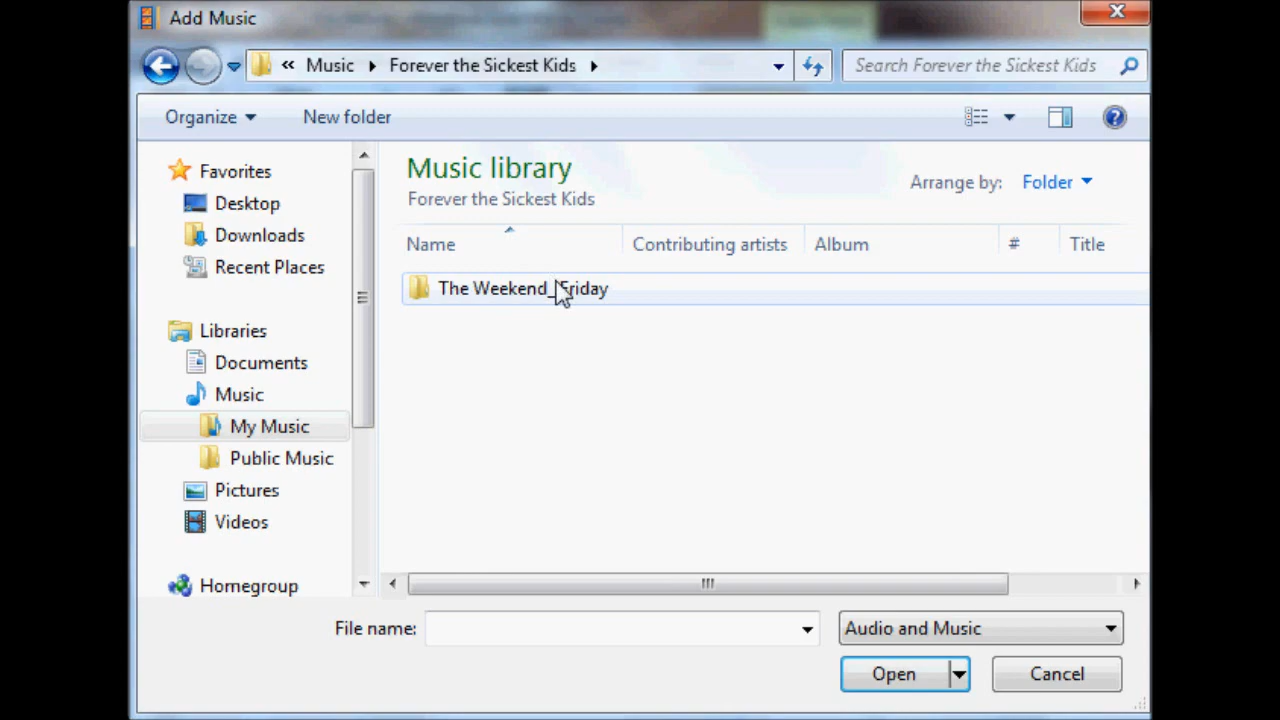 Add Music
« Music Forever the Sickest Kids
Search Forever the Sickest Kids
Organize New folder
Favorites
Desktop
Downloads
Recent Places
Libraries
Documents
Music
My Music
Public Music
Pictures
Videos
Homegroup
Music library
Forever the Sickest Kids
Arrange by: Folder
Name Contributing artists Album # Title
The Weekend_Friday
File name:
Audio and Music
Open Cancel